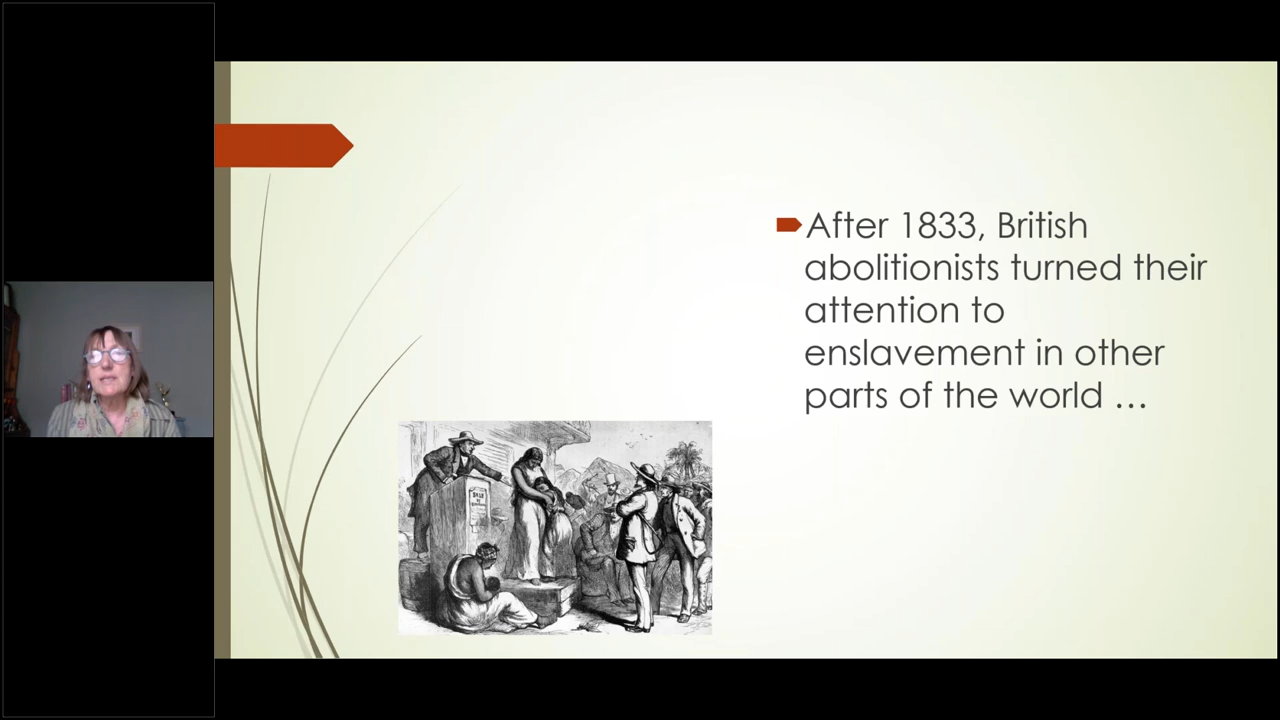 After 1833, British
abolitionists turned their
attention to
enslavement in other
parts of the world …